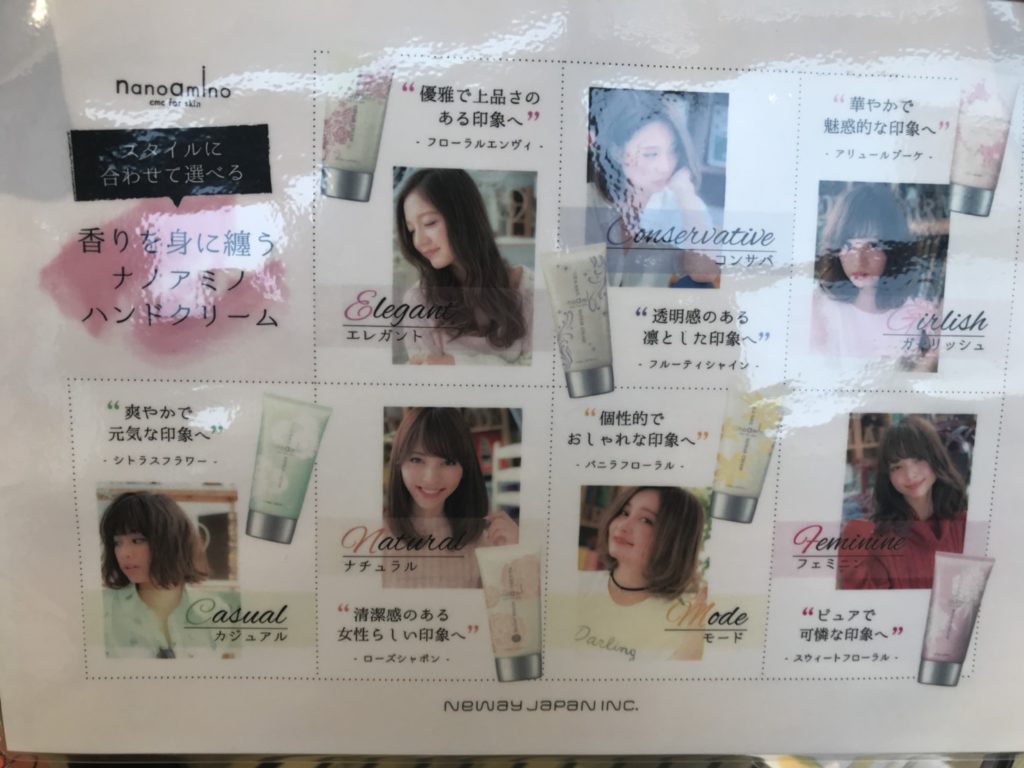 nanoamino
cmc for skin
スタイルに
合わせて選べる
香りを身に纏う
ナノアミノ
ハンドクリーム
“優雅で上品さの
ある印象へ”
- フローラルエンヴィ -
Elegant
エレガント
Conservative
コンサバ
“透明感のある
凛とした印象へ”
- フルーティシャイン -
“華やかで
魅惑的な印象へ”
- アリュールブーケ -
Girlish
ガーリッシュ
“爽やかで
元気な印象へ”
- シトラスフラワー -
Casual
カジュアル
Natural
ナチュラル
“清潔感のある
女性らしい印象へ”
- ローズシャボン -
“個性的で
おしゃれな印象へ”
- バニラフローラル -
Mode
モード
Darling
Feminine
フェミニン
“ピュアで
可憐な印象へ”
- スウィートフローラル -
NEWAY JAPAN INC.